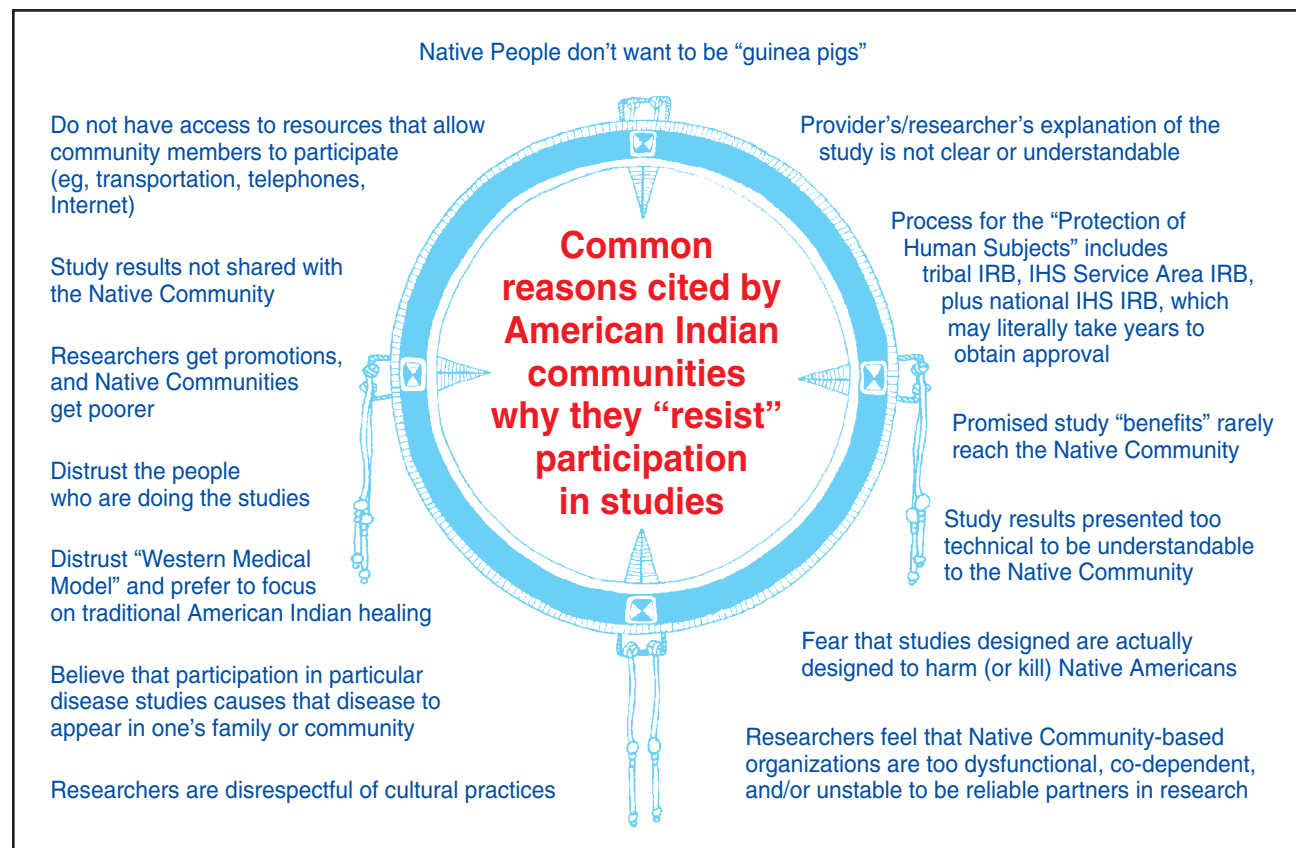 Native People don’t want to be “guinea pigs”
Do not have access to resources that allow
community members to participate
(eg, transportation, telephones,
Internet)
Study results not shared with
the Native Community
Researchers get promotions,
and Native Communities
get poorer
Distrust the people
who are doing the studies
Distrust “Western Medical
Model” and prefer to focus
on traditional American Indian healing
Believe that participation in particular
disease studies causes that disease to
appear in one’s family or community
Researchers are disrespectful of cultural practices
Common
reasons cited by
American Indian
communities
why they “resist”
participation
in studies
Provider’s/researcher’s explanation of the
study is not clear or understandable
Process for the “Protection of
Human Subjects” includes
tribal IRB, IHS Service Area IRB,
plus national IHS IRB, which
may literally take years to
obtain approval
Promised study “benefits” rarely
reach the Native Community
Study results presented too
technical to be understandable
to the Native Community
Fear that studies designed are actually
designed to harm (or kill) Native Americans
Researchers feel that Native Community-based
organizations are too dysfunctional, co-dependent,
and/or unstable to be reliable partners in research